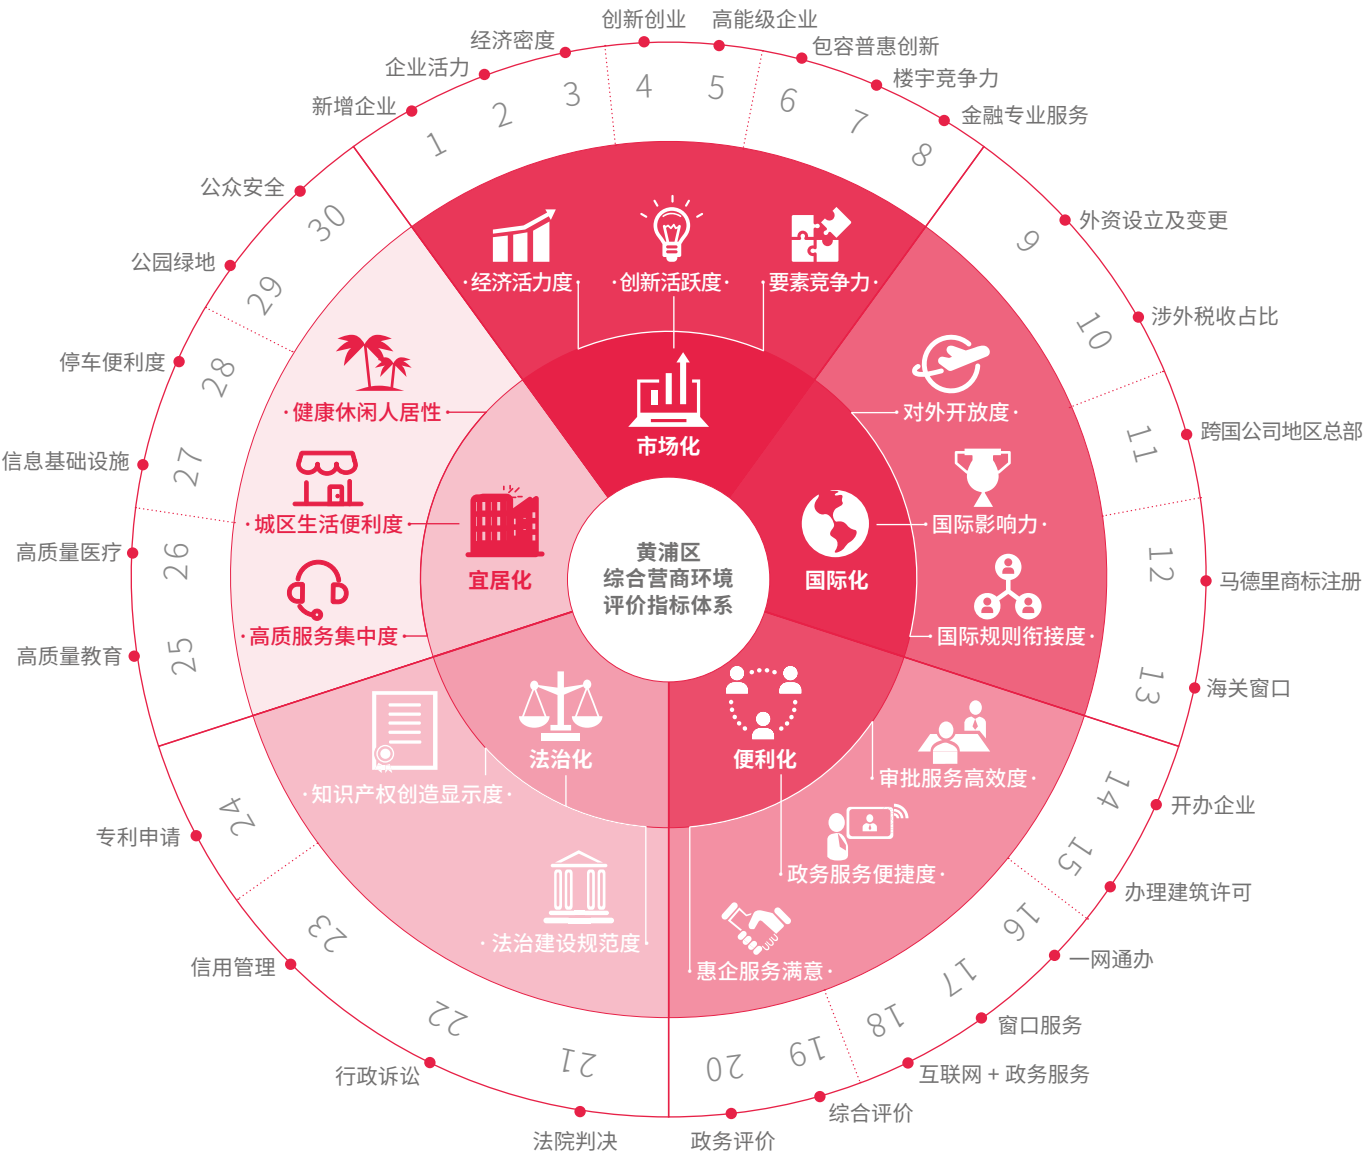 黄浦区
综合营商环境
评价指标体系
市场化
·经济活力度·
·创新活跃度·
·要素竞争力·
1
新增企业
2
企业活力
3
经济密度
4
创新创业
5
高能级企业
6
包容普惠创新
7
楼宇竞争力
8
金融专业服务
国际化
·对外开放度·
·国际影响力·
·国际规则衔接度·
9
外资设立及变更
10
涉外税收占比
11
跨国公司地区总部
12
马德里商标注册
13
海关窗口
便利化
·审批服务高效度·
·政务服务便捷度·
·惠企服务满意·
14
开办企业
15
办理建筑许可
16
一网通办
17
窗口服务
18
互联网 + 政务服务
19
综合评价
20
政务评价
法治化
·法治建设规范度·
·知识产权创造显示度·
21
法院判决
22
行政诉讼
23
信用管理
24
专利申请
宜居化
·高质服务集中度·
·城区生活便利度·
·健康休闲人居性·
25
高质量教育
26
高质量医疗
27
信息基础设施
28
停车便利度
29
公园绿地
30
公众安全